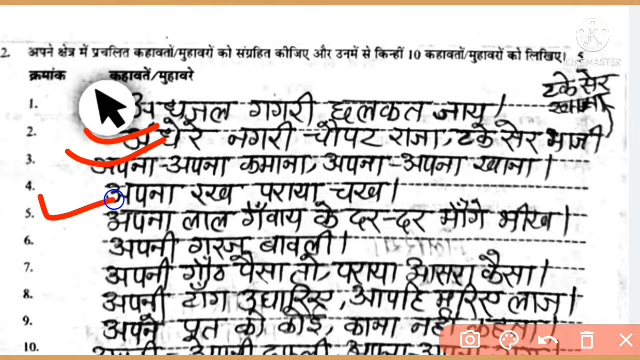 2. अपने क्षेत्र में प्रचलित कहावतों/मुहावरों को संग्रहित कीजिए और उनमें से किन्हीं 10 कहावतों/मुहावरों को लिखिए।
क्रमांक कहावतें/मुहावरे
1. अधजल गगरी छलकत जाय।
2. अंधेर नगरी चौपट राजा, टके सेर भाजी टके सेर खाजा।
3. अपना-अपना कमाना, अपना-अपना खाना।
4. अपना रख पराया चख।
5. अपना लाल गँवाय के दर-दर माँगे भीख।
6. अपनी गरज बावली।
7. अपनी गाँठ पैसा तो, पराया आसरा कैसा।
8. अपनी टाँग उघारिए, आपहि मरिए लाज।
9. अपने पूत को कोई, काना नहीं कहता।
10.
KINEMASTER